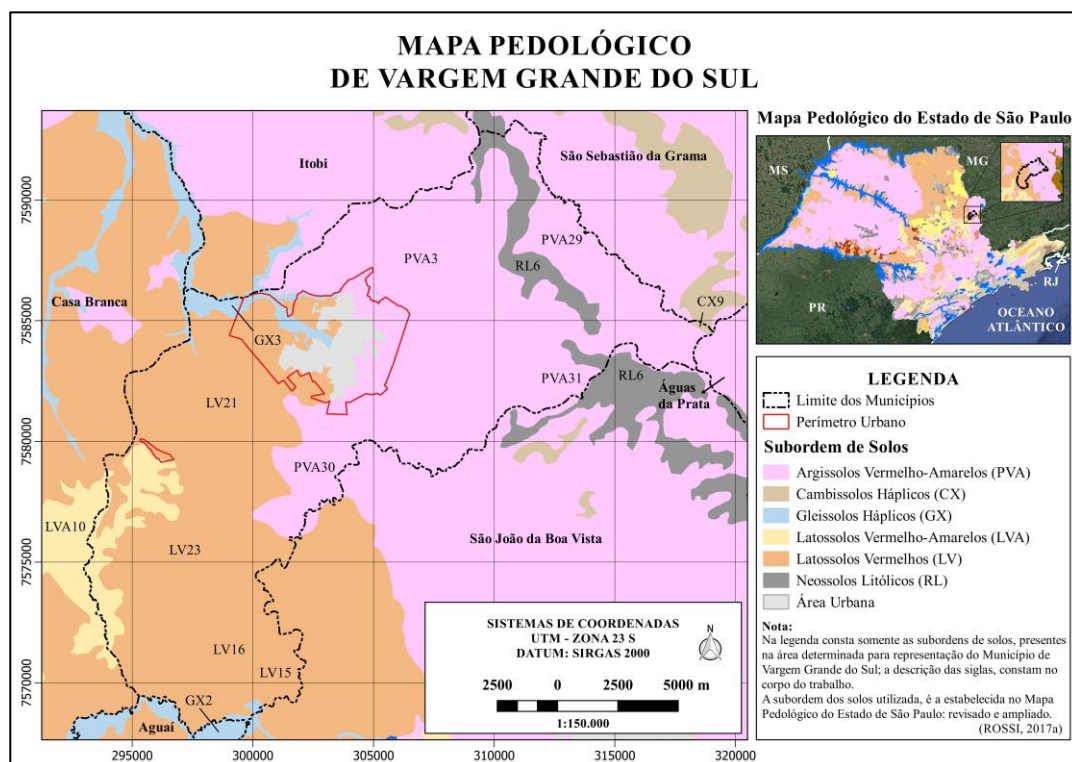 MAPA PEDOLÓGICO
DE VARGEM GRANDE DO SUL
Itobi
São Sebastião da Grama
PVA29
PVA3
RL6
Casa Branca
CX9
GX3
PVA31
RL6
Águas
da Prata
LV21
PVA30
LVA10
LV23
São João da Boa Vista
LV16
LV15
GX2
Aguaí
7590000
7585000
7580000
7575000
7570000
295000
300000
305000
310000
315000
320000
SISTEMAS DE COORDENADAS
UTM - ZONA 23 S
DATUM: SIRGAS 2000
N
2500 0 2500 5000 m
1:150.000
Mapa Pedológico do Estado de São Paulo
MS
MG
RJ
PR
OCEANO
ATLÂNTICO
LEGENDA
Limite dos Municípios
Perímetro Urbano
Subordem de Solos
Argissolos Vermelho-Amarelos (PVA)
Cambissolos Háplicos (CX)
Gleissolos Háplicos (GX)
Latossolos Vermelho-Amarelos (LVA)
Latossolos Vermelhos (LV)
Neossolos Litólicos (RL)
Área Urbana
Nota:
Na legenda consta somente as subordens de solos, presentes
na área determinada para representação do Município de
Vargem Grande do Sul; a descrição das siglas, constam no
corpo do trabalho.
A subordem dos solos utilizada, é a estabelecida no Mapa
Pedológico do Estado de São Paulo: revisado e ampliado.
(ROSSI, 2017a)